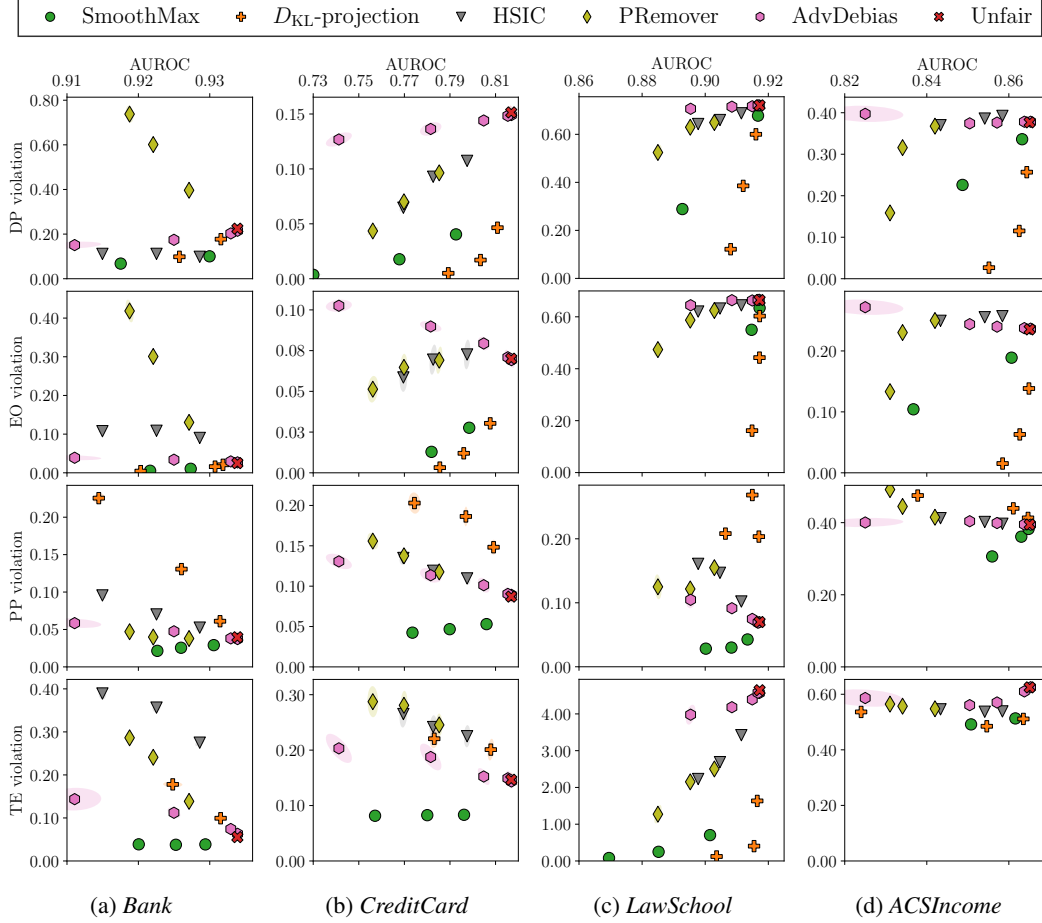 SmoothMax D_KL-projection HSIC PRemover AdvDebias Unfair
AUROC AUROC AUROC AUROC
0.91 0.92 0.93 0.73 0.75 0.77 0.79 0.81 0.86 0.88 0.90 0.92 0.82 0.84 0.86
DP violation
0.80 0.60 0.40 0.20 0.00
0.15 0.10 0.05 0.00
0.60 0.40 0.20 0.00
0.40 0.30 0.20 0.10 0.00
EO violation
0.40 0.30 0.20 0.10 0.00
0.10 0.08 0.05 0.03 0.00
0.60 0.40 0.20 0.00
0.20 0.10 0.00
PP violation
0.20 0.15 0.10 0.05 0.00
0.20 0.15 0.10 0.05 0.00
0.20 0.10 0.00
0.40 0.20 0.00
TE violation
0.40 0.30 0.20 0.10 0.00
0.30 0.20 0.10 0.00
4.00 3.00 2.00 1.00 0.00
0.60 0.40 0.20 0.00
(a) Bank (b) CreditCard (c) LawSchool (d) ACSIncome